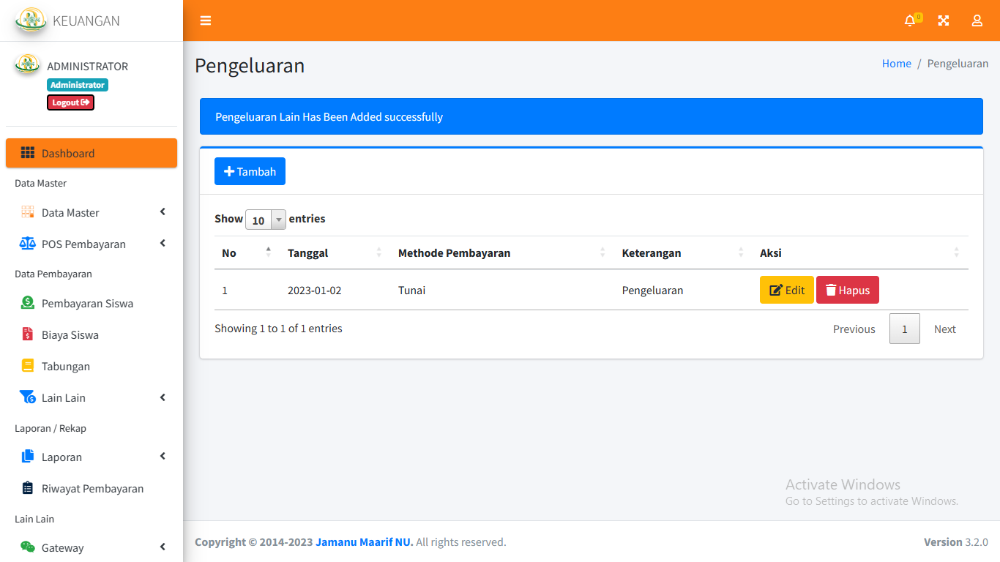 KEUANGAN
0
ADMINISTRATOR
Administrator
Logout
Dashboard
Data Master
Data Master
POS Pembayaran
Data Pembayaran
Pembayaran Siswa
Biaya Siswa
Tabungan
Lain Lain
Laporan / Rekap
Laporan
Riwayat Pembayaran
Lain Lain
Gateway
Pengeluaran
Home / Pengeluaran
Pengeluaran Lain Has Been Added successfully
Tambah
Show 10 entries
No Tanggal Methode Pembayaran Keterangan Aksi
1 2023-01-02 Tunai Pengeluaran Edit Hapus
Showing 1 to 1 of 1 entries Previous 1 Next
Activate Windows
Go to Settings to activate Windows.
Copyright © 2014-2023 Jamanu Maarif NU. All rights reserved. Version 3.2.0